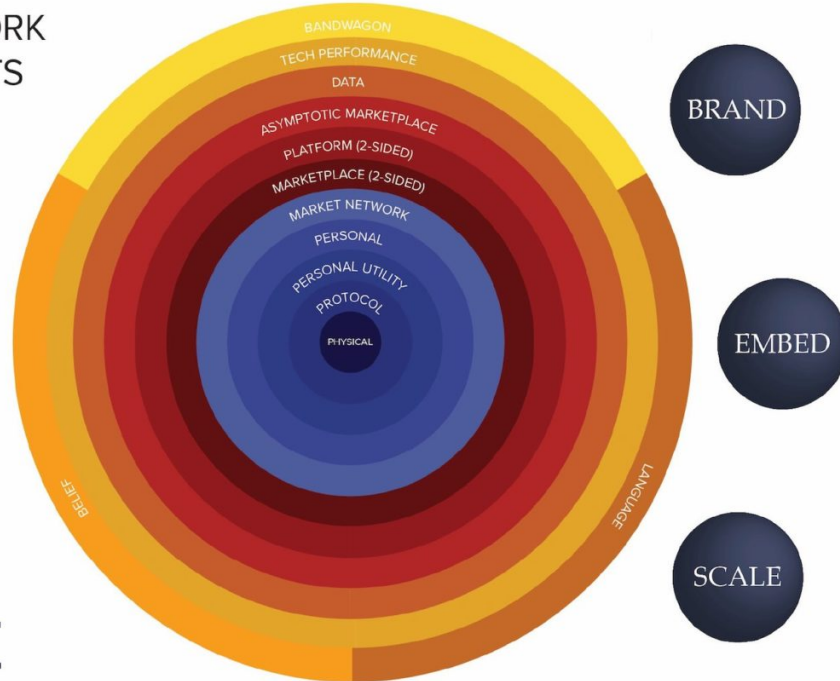 ORK
TS
BANDWAGON
TECH PERFORMANCE
DATA
ASYMPTOTIC MARKETPLACE
PLATFORM (2-SIDED)
MARKETPLACE (2-SIDED)
MARKET NETWORK
PERSONAL
PERSONAL UTILITY
PROTOCOL
PHYSICAL
BELIEF
LANGUAGE
BRAND
EMBED
SCALE